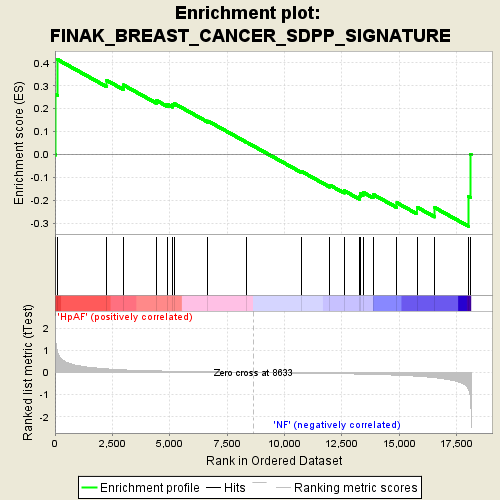 Enrichment plot:
FINAK_BREAST_CANCER_SDPP_SIGNATURE
Enrichment score (ES)
0.4
0.3
0.2
0.1
0.0
-0.1
-0.2
-0.3
'HpAF' (positively correlated)
Ranked list metric (tTest)
2
1
0
-1
-2
Zero cross at 8633
'NF' (negatively correlated)
0
2,500
5,000
7,500
10,000
12,500
15,000
17,500
Rank in Ordered Dataset
Enrichment profile
Hits
Ranking metric scores